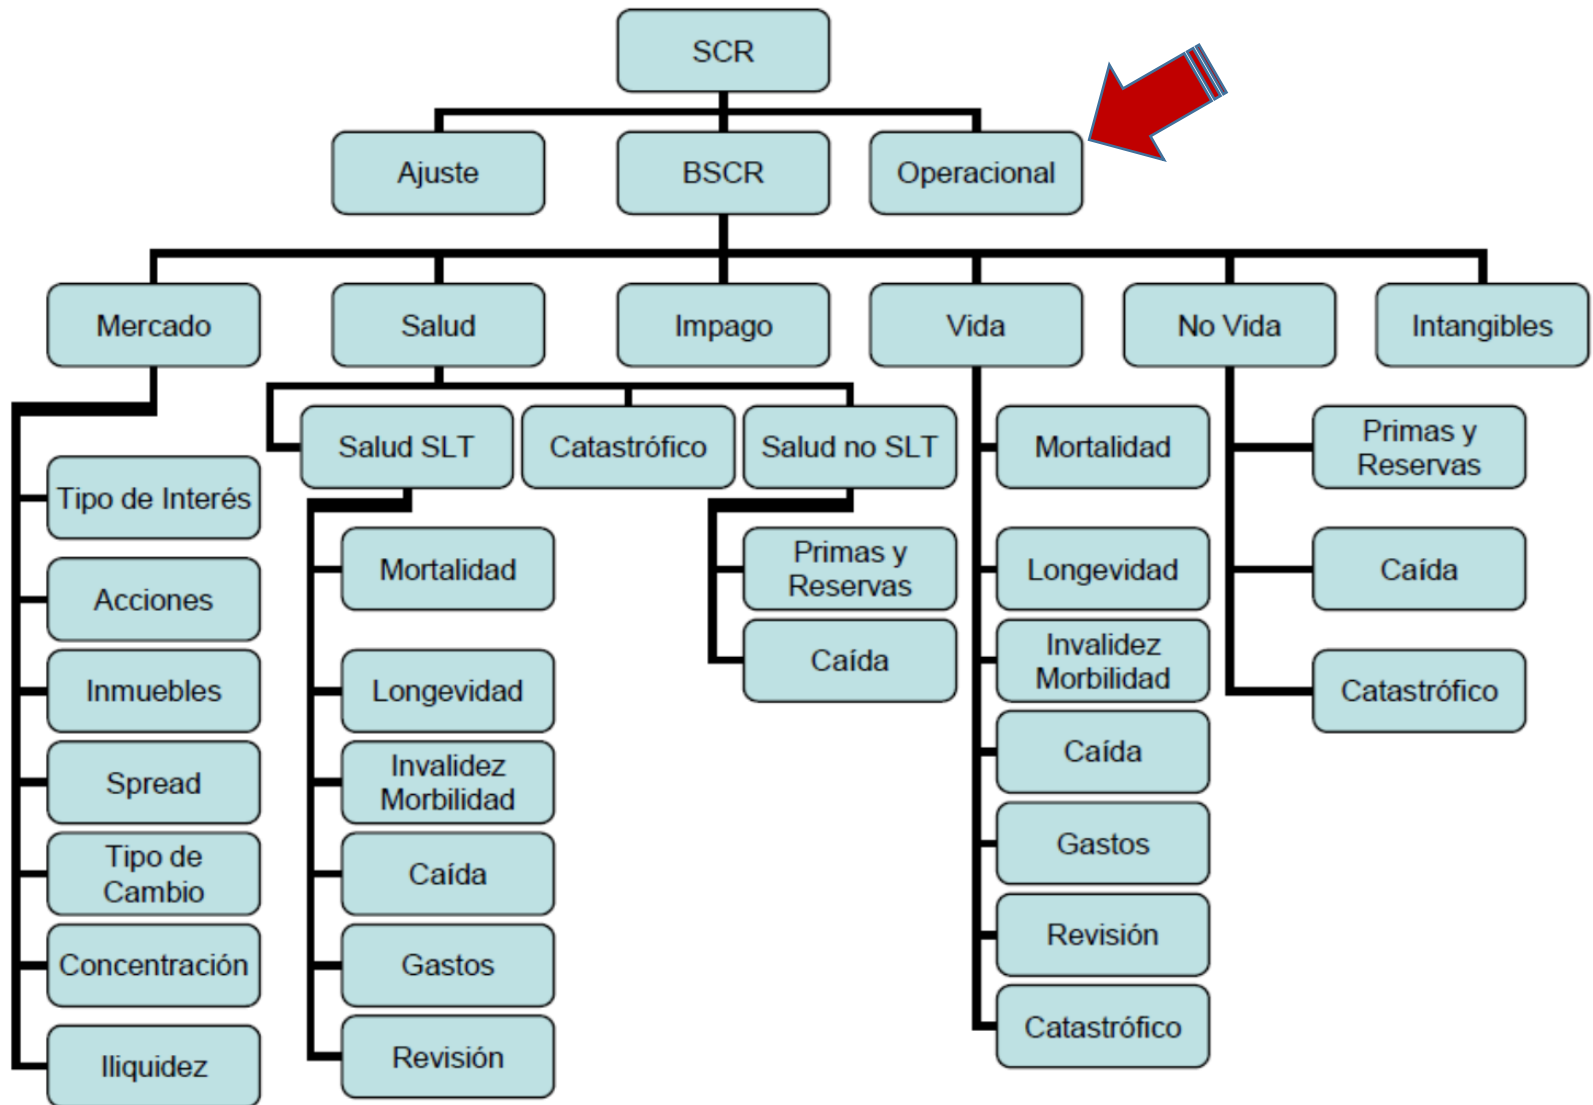 SCR
Ajuste
BSCR
Operacional
Mercado
Salud
Impago
Vida
No Vida
Intangibles
Salud SLT
Catastrófico
Salud no SLT
Tipo de Interés
Acciones
Inmuebles
Spread
Tipo de
Cambio
Concentración
Iliquidez
Mortalidad
Longevidad
Invalidez
Morbilidad
Caída
Gastos
Revisión
Primas y
Reservas
Caída
Mortalidad
Longevidad
Invalidez
Morbilidad
Caída
Gastos
Revisión
Catastrófico
Primas y
Reservas
Caída
Catastrófico